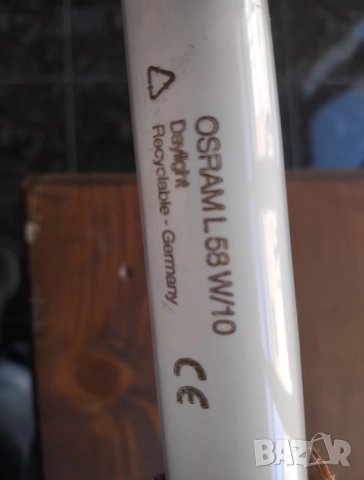 OSRAM L 58 W/10
Daylight
Recyclable - Germany
CE
BAZAR